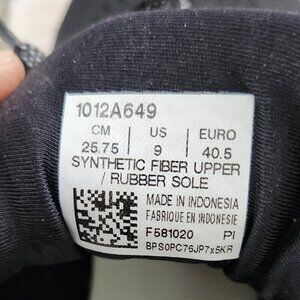 1012A649
CM US EURO
25.75 9 40.5
SYNTHETIC FIBER UPPER
/ RUBBER SOLE
MADE IN INDONESIA
FABRIQUE EN INDONESIE
F581020 PI
BPS0PC76JP7x5KR